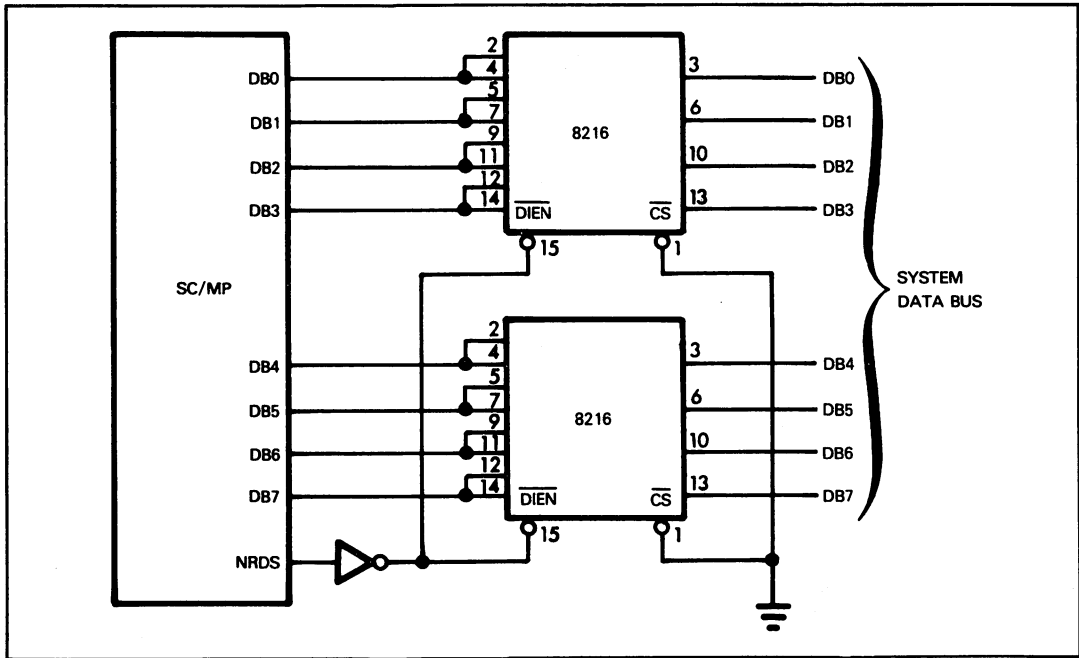 SC/MP
DB0
DB1
DB2
DB3
DB4
DB5
DB6
DB7
NRDS
2
4
5
7
9
11
12
14
8216
DIEN
CS
15
1
3
6
10
13
DB0
DB1
DB2
DB3
2
4
5
7
9
11
12
14
8216
DIEN
CS
15
1
3
6
10
13
DB4
DB5
DB6
DB7
SYSTEM
DATA BUS